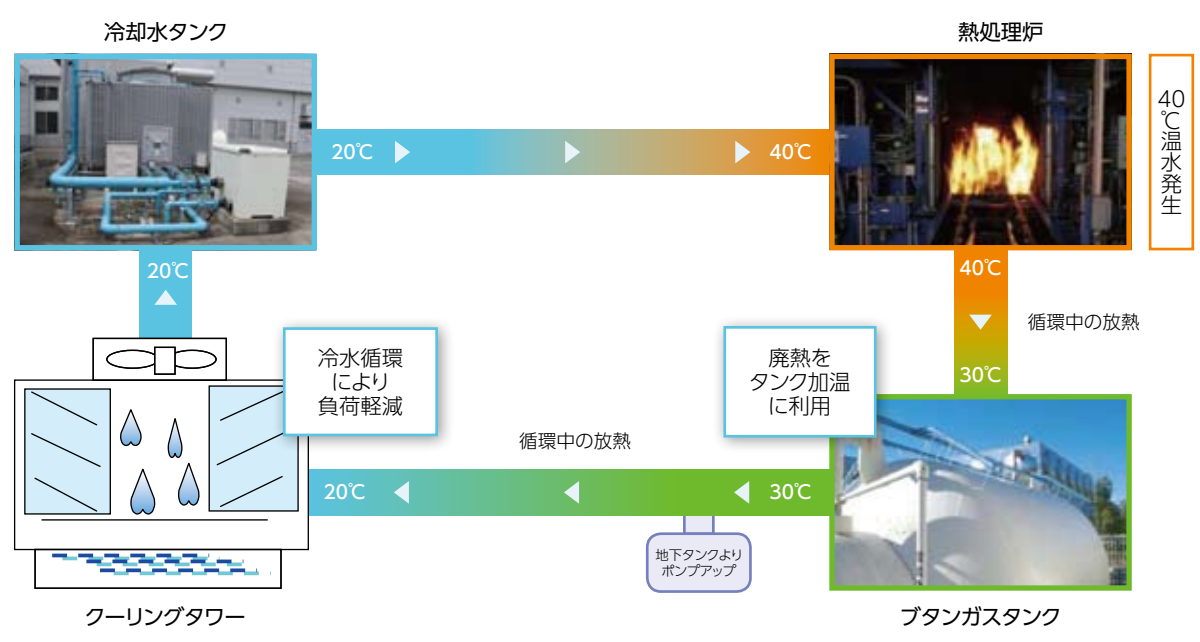 冷却水タンク
熱処理炉
20℃
40℃
40℃温水発生
20℃
40℃
循環中の放熱
30℃
冷水循環
により
負荷軽減
廃熱を
タンク加温
に利用
循環中の放熱
20℃
30℃
地下タンクより
ポンプアップ
クーリングタワー
ブタンガスタンク